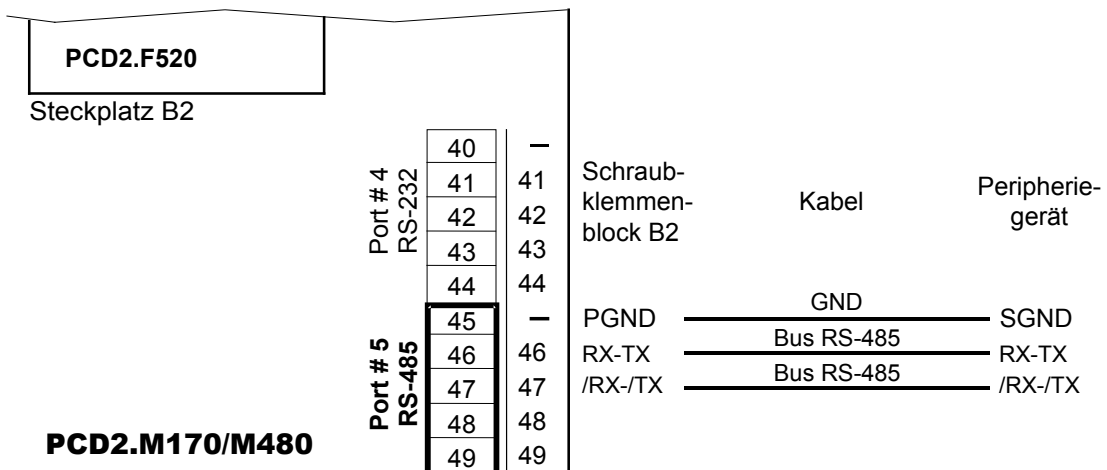 PCD2.F520
Steckplatz B2
Port # 4
RS-232
40 –
41 41
42 42
43 43
44 44
Schraub-
klemmen-
block B2
Kabel
Peripherie-
gerät
Port # 5
RS-485
45 –
46 46
47 47
48 48
49 49
PGND GND SGND
RX-TX Bus RS-485 RX-TX
/RX-/TX Bus RS-485 /RX-/TX
PCD2.M170/M480